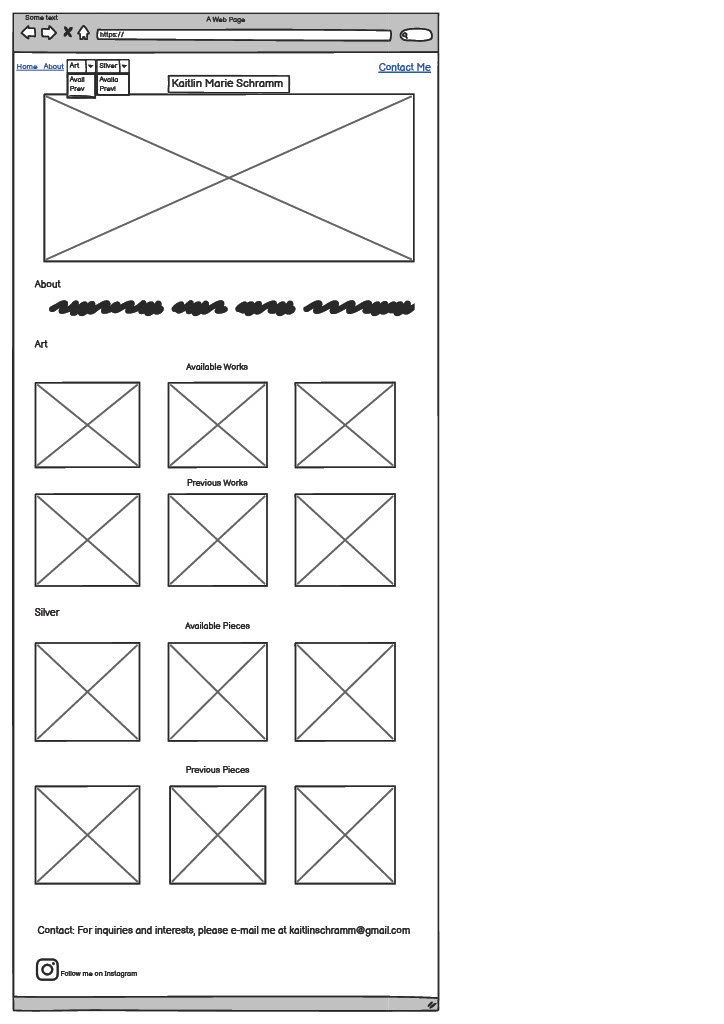 Some text
A Web Page
https://
Home About Art Silver Contact Me
Avail Availa
Prev Previ
Kaitlin Marie Schramm
About
Art
Available Works
Previous Works
Silver
Available Pieces
Previous Pieces
Contact: For inquiries and interests, please e-mail me at kaitlinschramm@gmail.com
Follow me on Instagram